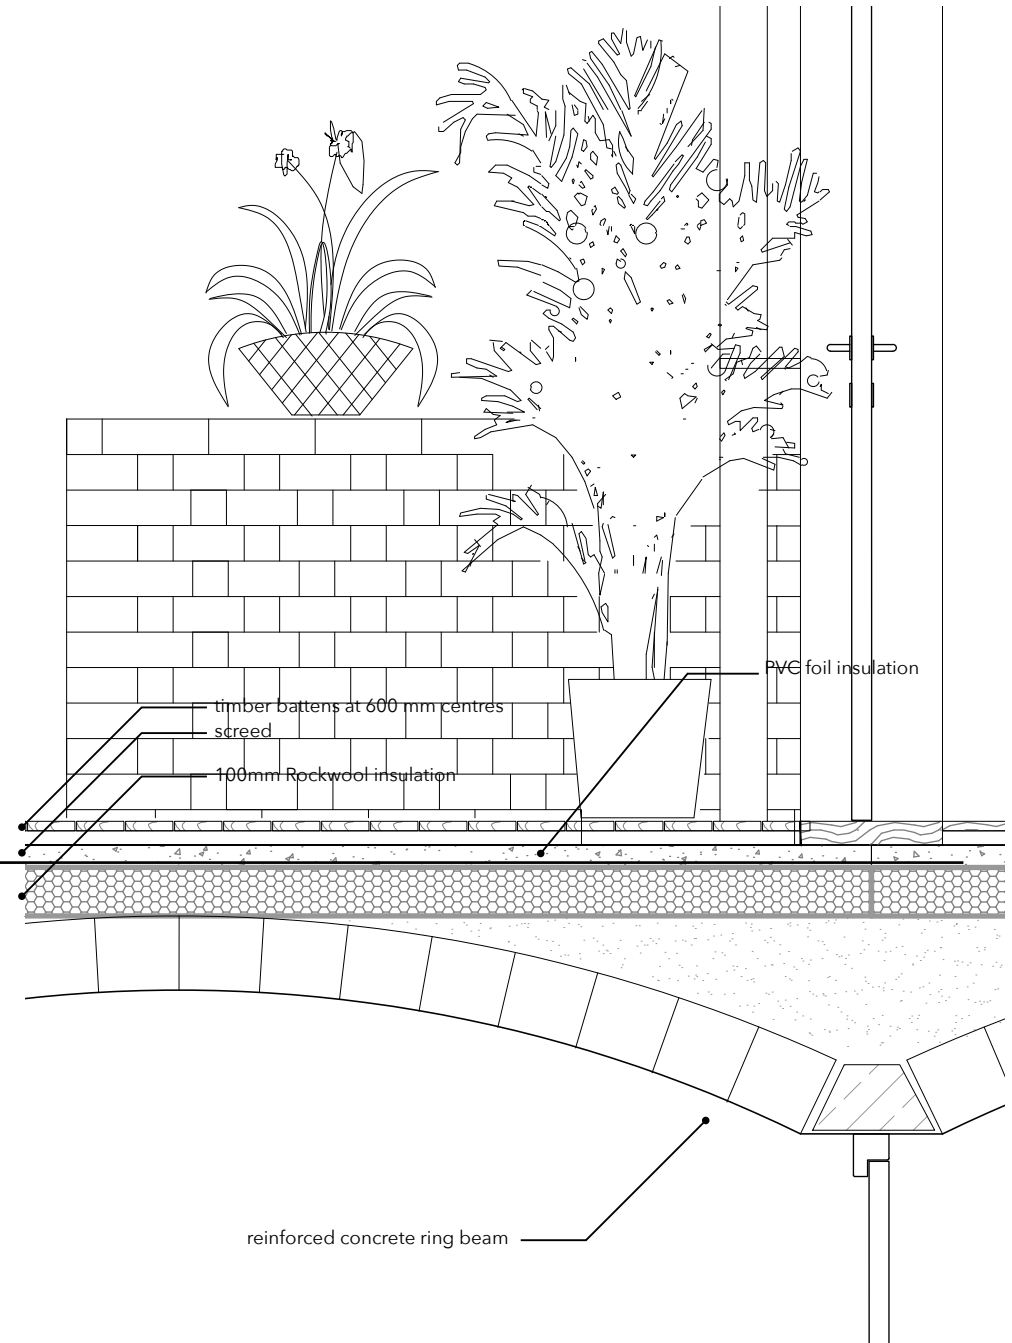 PVC foil insulation
timber battens at 600 mm centres
screed
100mm Rockwool insulation
reinforced concrete ring beam